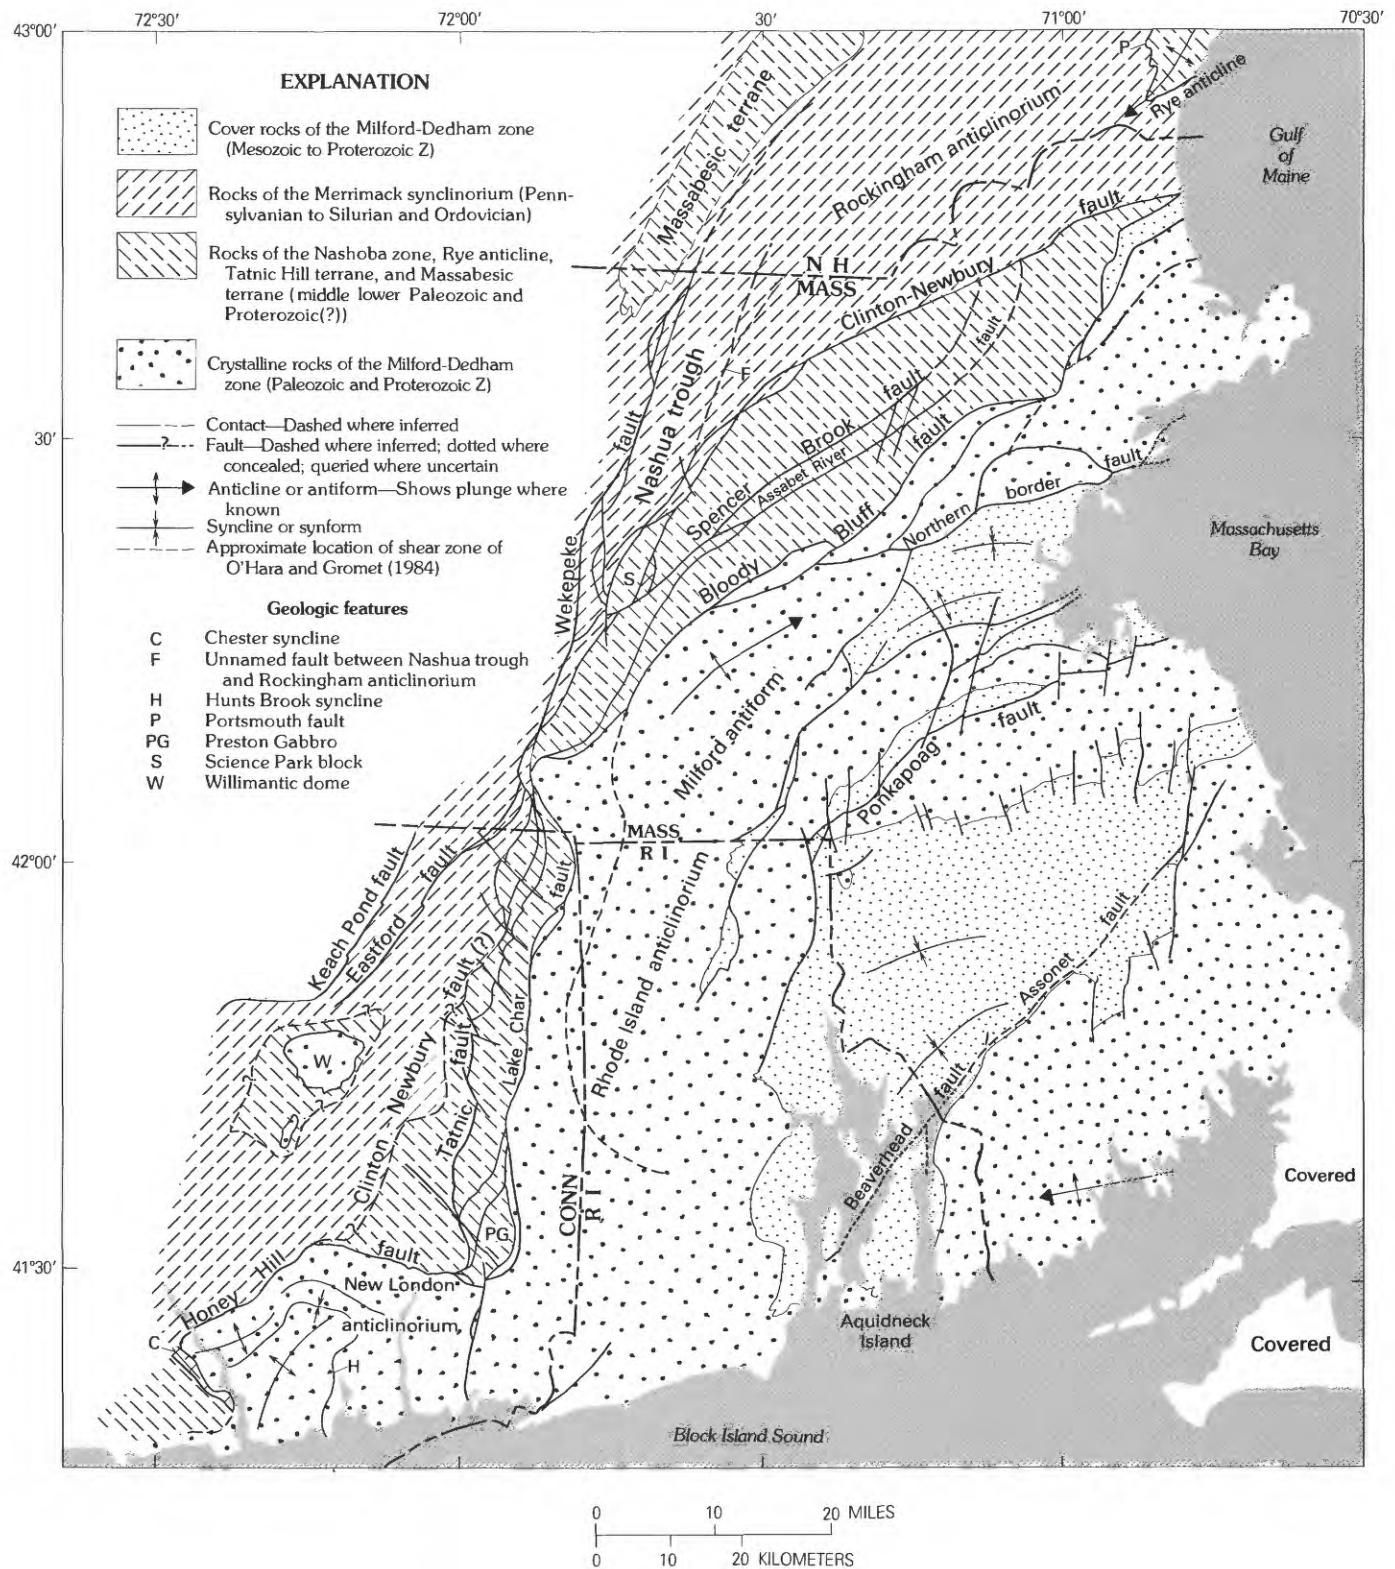 72°30′
72°00′
30′
71°00′
70°30′
43°00′
30′
42°00′
41°30′
EXPLANATION
Cover rocks of the Milford-Dedham zone
(Mesozoic to Proterozoic Z)
Rocks of the Merrimack synclinorium (Penn-
sylvanian to Silurian and Ordovician)
Rocks of the Nashoba zone, Rye anticline,
Tatnic Hill terrane, and Massabesic
terrane (middle lower Paleozoic and
Proterozoic(?))
Crystalline rocks of the Milford-Dedham
zone (Paleozoic and Proterozoic Z)
Contact—Dashed where inferred
?
Fault—Dashed where inferred; dotted where
concealed; queried where uncertain
Anticline or antiform—Shows plunge where
known
Syncline or synform
Approximate location of shear zone of
O'Hara and Gromet (1984)
Geologic features
C Chester syncline
F Unnamed fault between Nashua trough
and Rockingham anticlinorium
H Hunts Brook syncline
P Portsmouth fault
PG Preston Gabbro
S Science Park block
W Willimantic dome
P
Rye anticline
Gulf
of
Maine
Massabesic terrane
Rockingham anticlinorium
N H
MASS
Clinton-Newbury fault
fault
F
Nashua trough
Wekepeke fault
Spencer Brook fault
Assabet River fault
S
Bloody Bluff fault
Northern border fault
Massachusetts
Bay
Milford antiform
Ponkapoag fault
MASS
R I
Keach Pond fault
Eastford fault
Lake Char fault
Rhode Island anticlinorium
Assonet fault
W
?
?
?
Clinton Newbury fault (?)
?
Tatnic fault
CONN
R I
Beaverhead fault
PG
Covered
Honey Hill fault
?
New London
anticlinorium
C
H
Aquidneck
Island
Covered
Block Island Sound
0 10 20 MILES
0 10 20 KILOMETERS